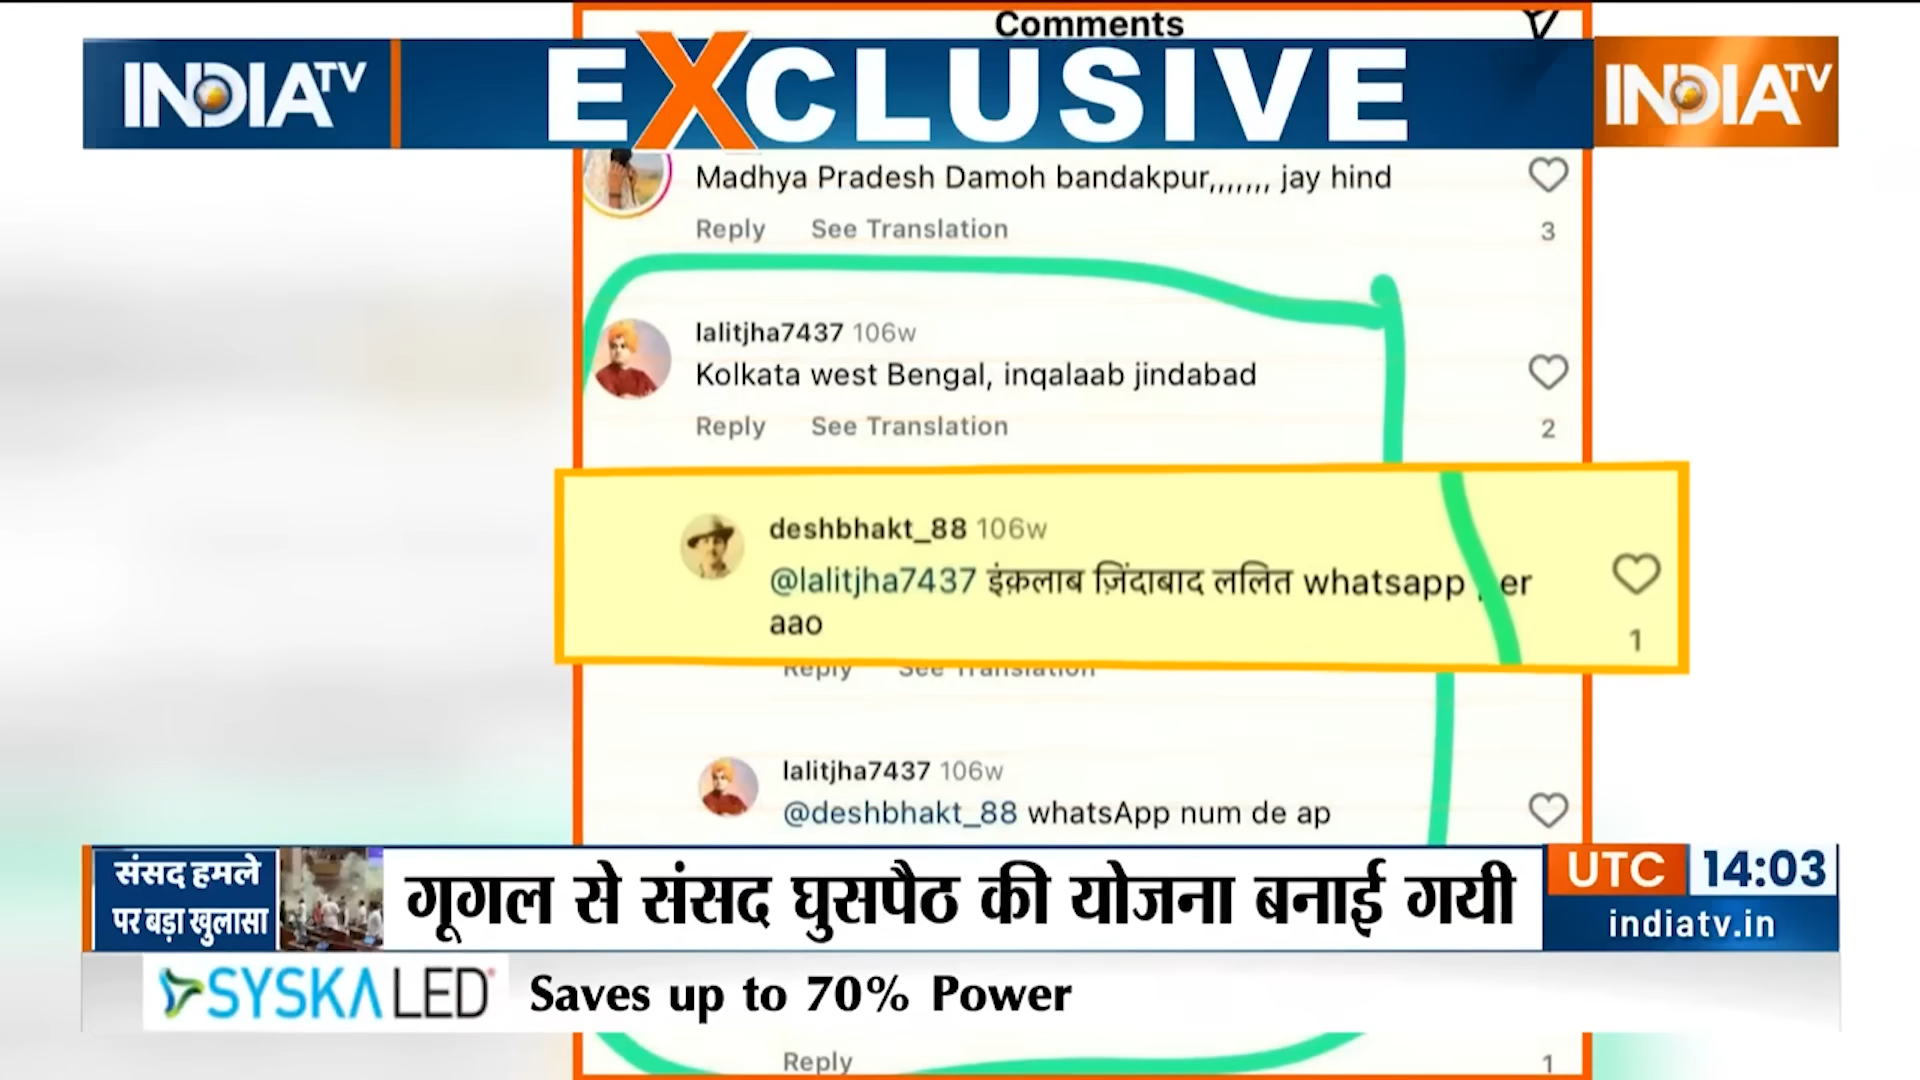 Comments
INDIA TV
EXCLUSIVE
INDIA TV
Madhya Pradesh Damoh bandakpur,,,,,,, jay hind
Reply See Translation
3
lalitjha7437 106w
Kolkata west Bengal, inqalaab jindabad
Reply See Translation
2
deshbhakt_88 106w
@lalitjha7437 इंक़लाब ज़िंदाबाद ललित whatsapp er
aao
1
Reply See Translation
lalitjha7437 106w
@deshbhakt_88 whatsApp num de ap
संसद हमले
पर बड़ा खुलासा
गूगल से संसद घुसपैठ की योजना बनाई गयी
UTC 14:03
indiatv.in
SYSKA LED
Saves up to 70% Power
Reply
1